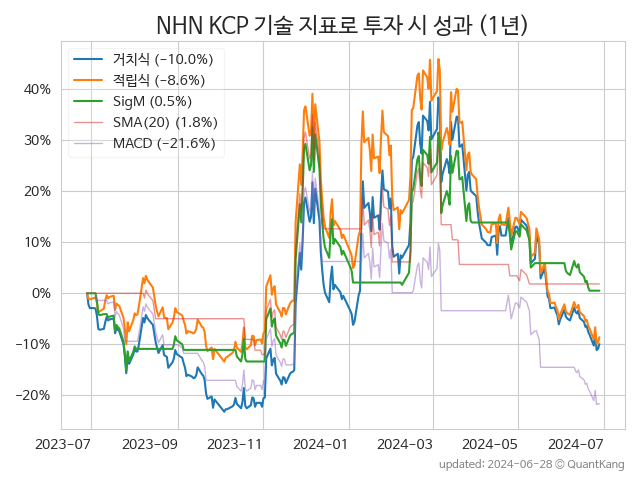 NHN KCP 기술 지표로 투자 시 성과 (1년)
거치식 (−10.0%)
적립식 (−8.6%)
SigM (0.5%)
SMA(20) (1.8%)
MACD (−21.6%)
40%
30%
20%
10%
0%
−10%
−20%
2023-07 2023-09 2023-11 2024-01 2024-03 2024-05 2024-07
updated: 2024-06-28 © QuantKang